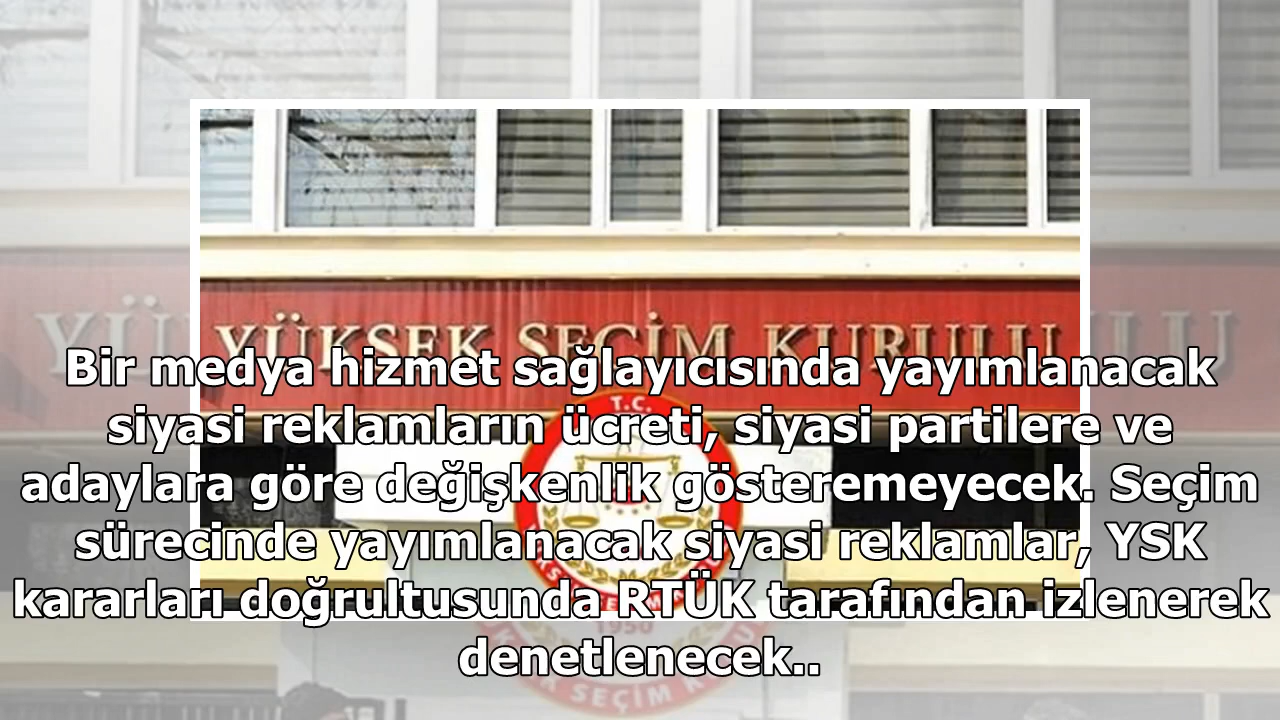 YÜKSEK SEÇİM KURULU
Bir medya hizmet sağlayıcısında yayımlanacak
siyasi reklamların ücreti, siyasi partilere ve
adaylara göre değişkenlik gösteremeyecek. Seçim
sürecinde yayımlanacak siyasi reklamlar, YSK
kararları doğrultusunda RTÜK tarafından izlenerek
denetlenecek..
T.C.
1950